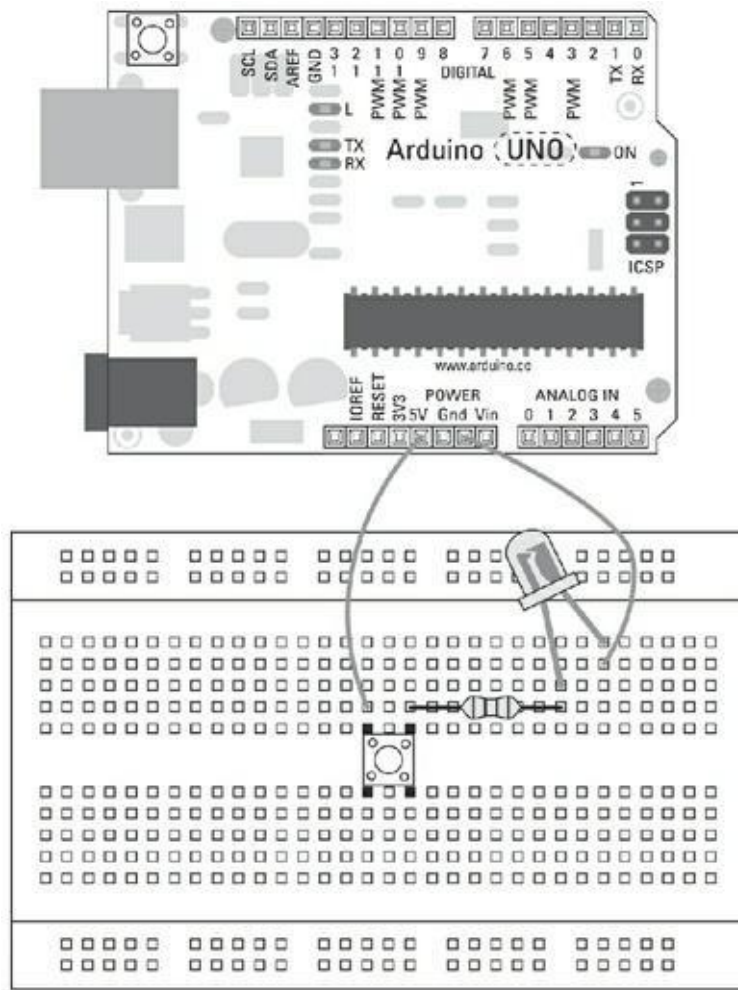 SCL
SDA
AREF
GND
13
12
11
10
9
8
7
6
5
4
3
2
1
0
PWM
PWM
PWM
PWM
PWM
PWM
TX
RX
DIGITAL
L
TX
RX
Arduino UNO
ON
1
ICSP
www.arduino.cc
IOREF
RESET
3V3
POWER
5V Gnd Vin
ANALOG IN
0 1 2 3 4 5